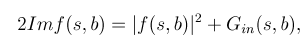 2Imf(s, b) = |f(s, b)|² + G_{in}(s, b),